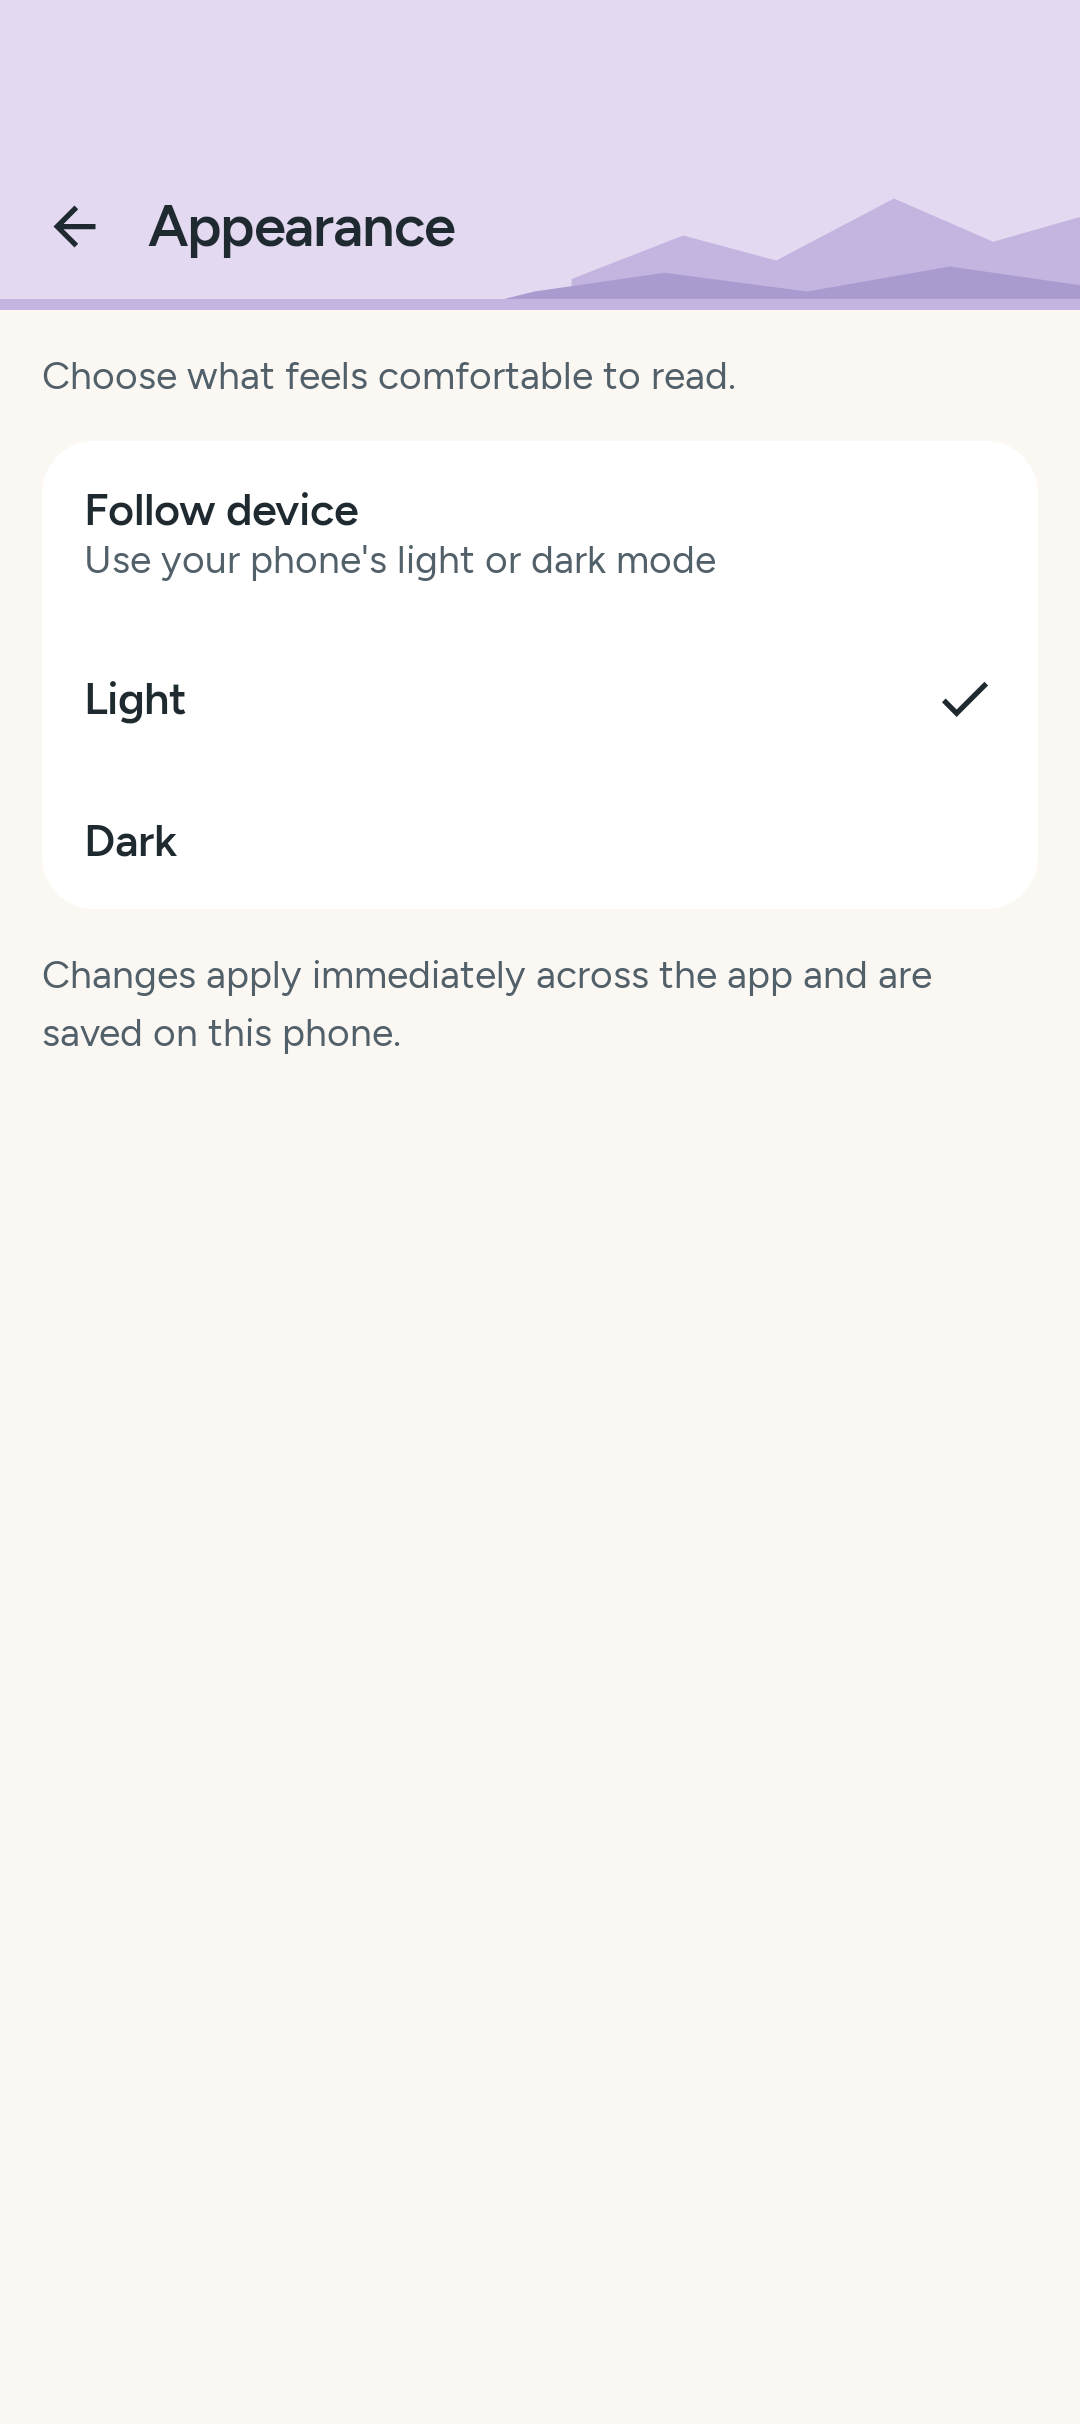 Appearance
Choose what feels comfortable to read.
Follow device
Use your phone's light or dark mode
Light
Dark
Changes apply immediately across the app and are
saved on this phone.